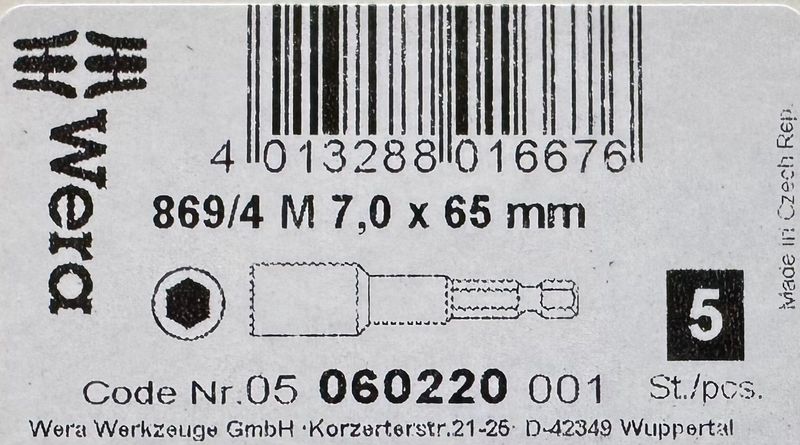 Wera
4 013288 016676
869/4 M 7,0 x 65 mm
5
St./pcs.
Code Nr.05 060220 001
Wera Werkzeuge GmbH · Korzerterstr.21-25 · D-42349 Wuppertal
Made in Czech Rep.